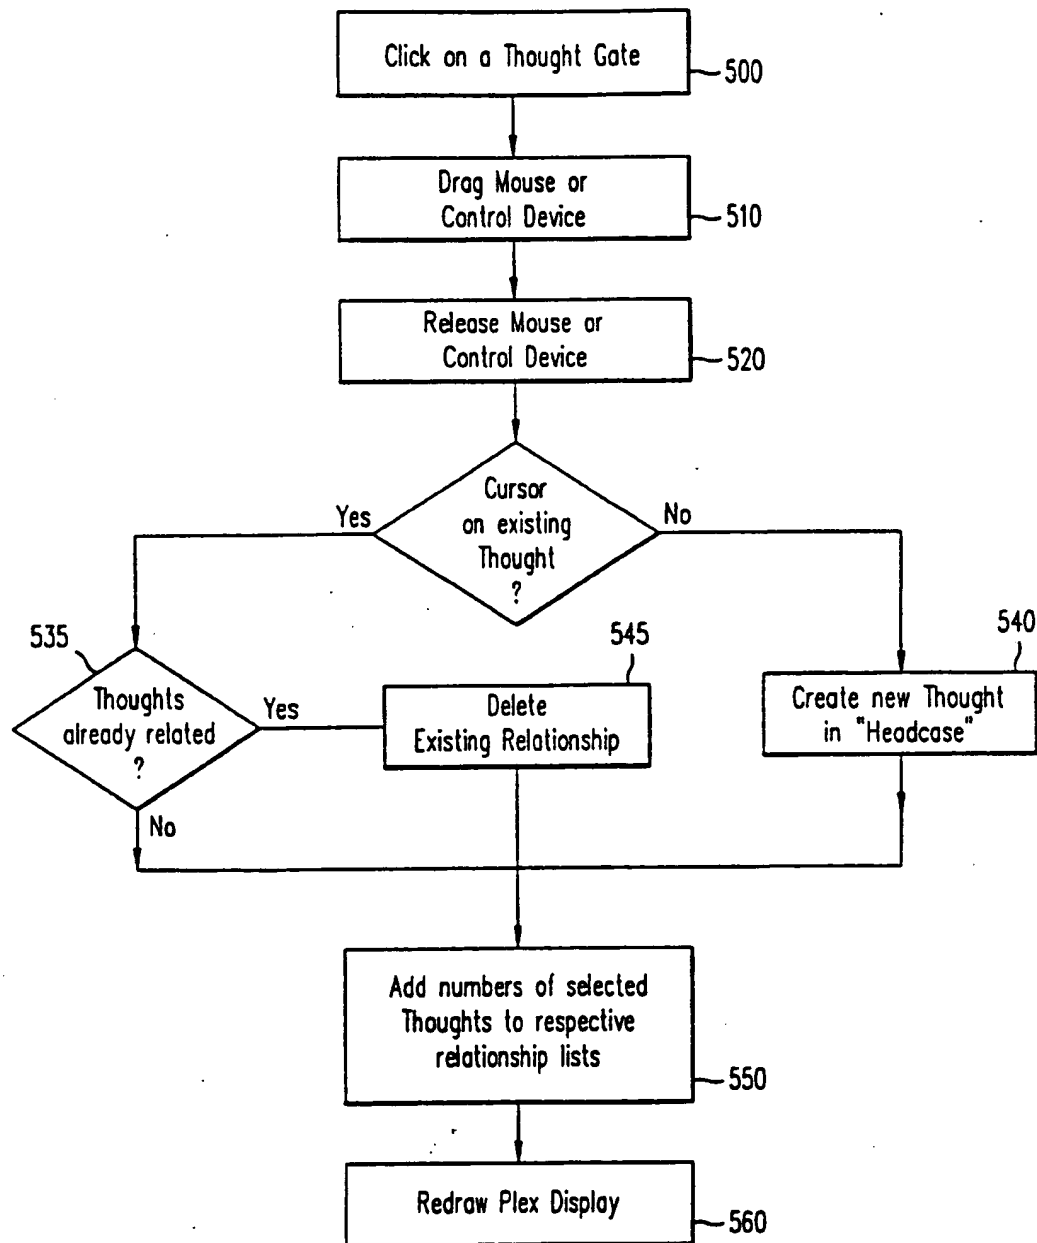 Click on a Thought Gate
500
Drag Mouse or
Control Device
510
Release Mouse or
Control Device
520
Cursor
on existing
Thought
?
Yes
No
535
Thoughts
already related
?
Yes
No
545
Delete
Existing Relationship
540
Create new Thought
in "Headcase"
Add numbers of selected
Thoughts to respective
relationship lists
550
Redraw Plex Display
560